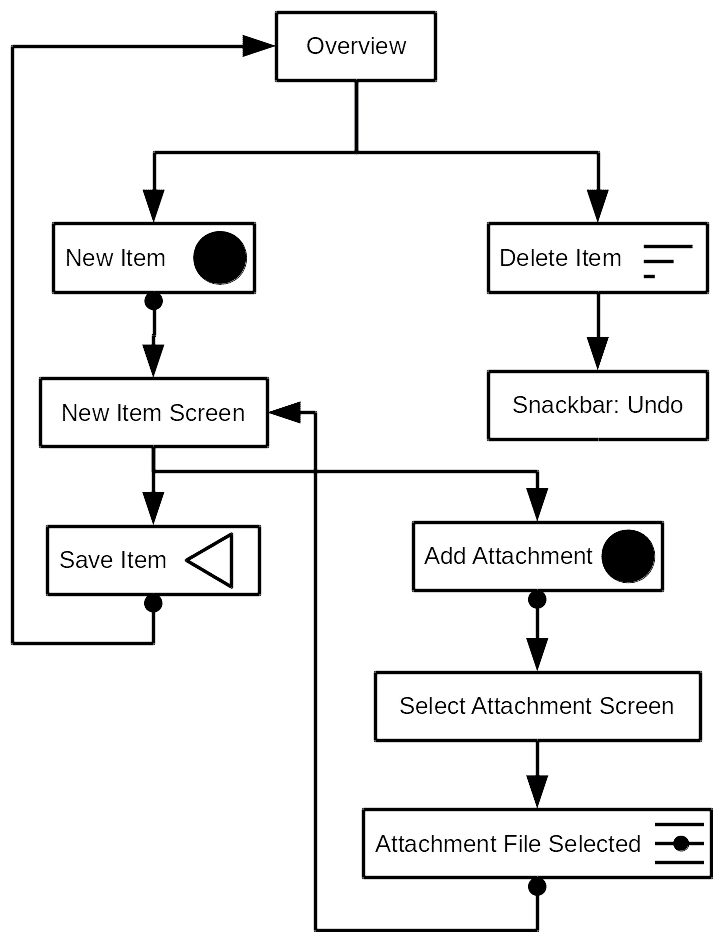 Overview
New Item
Delete Item
New Item Screen
Snackbar: Undo
Save Item
Add Attachment
Select Attachment Screen
Attachment File Selected